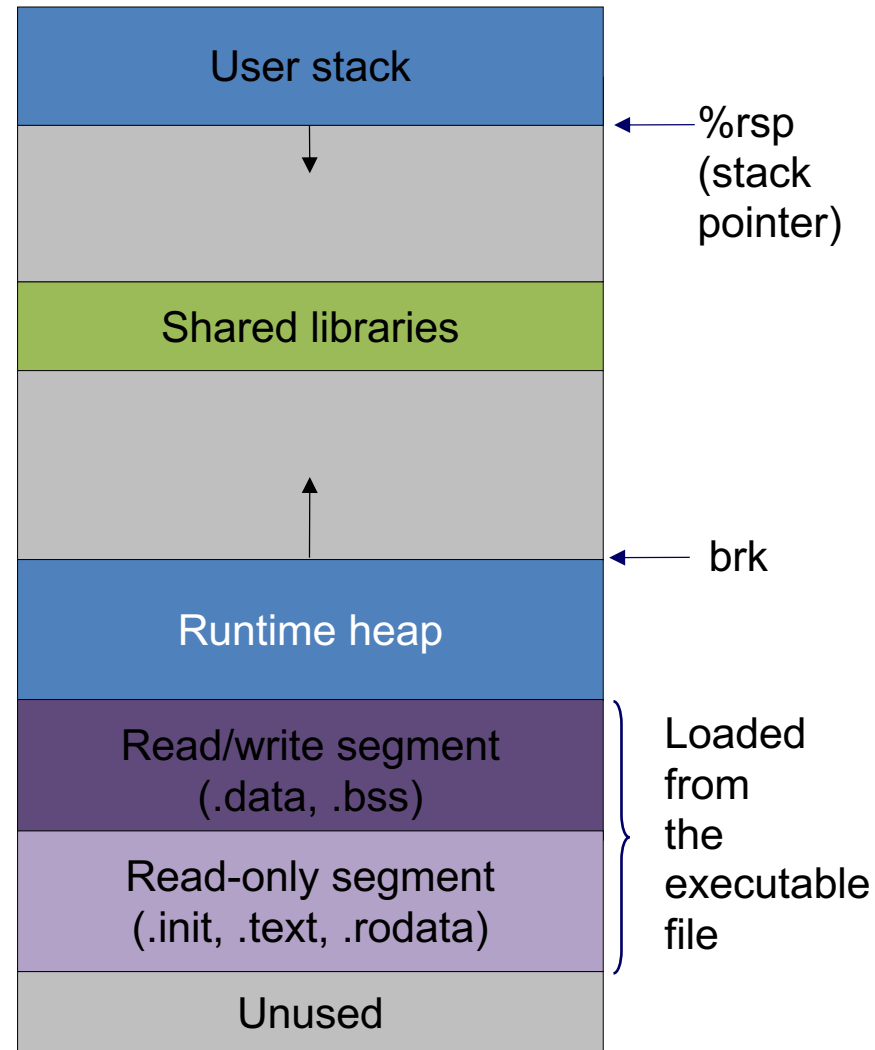 User stack
%rsp
(stack
pointer)
Shared libraries
brk
Runtime heap
Read/write segment
(.data, .bss)
Read-only segment
(.init, .text, .rodata)
Loaded
from
the
executable
file
Unused